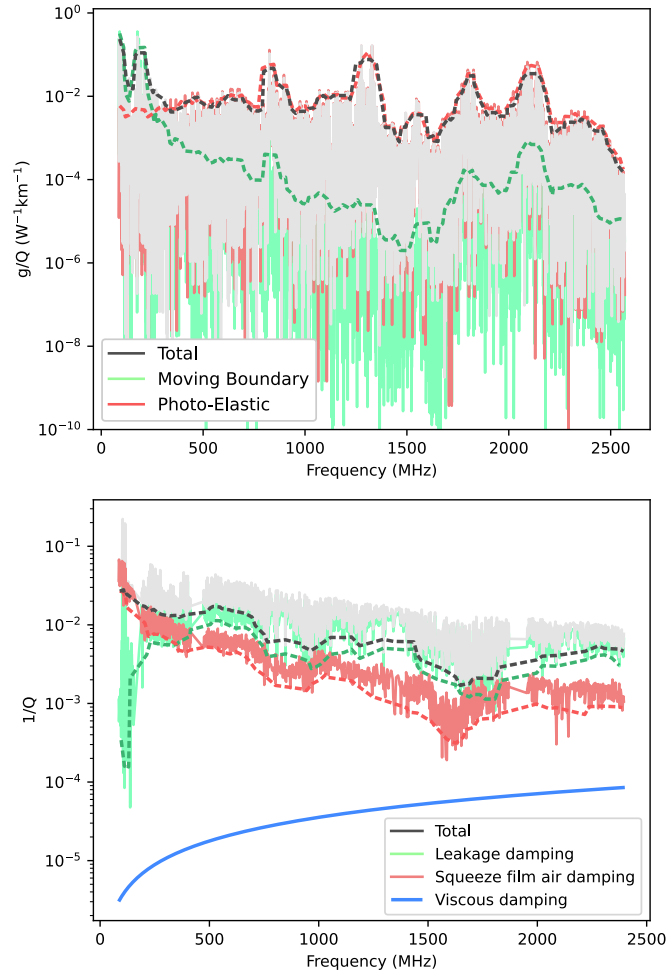 g/Q (W⁻¹km⁻¹)
10⁰
10⁻²
10⁻⁴
10⁻⁶
10⁻⁸
10⁻¹⁰
Total
Moving Boundary
Photo-Elastic
0 500 1000 1500 2000 2500
Frequency (MHz)
1/Q
10⁻¹
10⁻²
10⁻³
10⁻⁴
10⁻⁵
Total
Leakage damping
Squeeze film air damping
Viscous damping
0 500 1000 1500 2000 2500
Frequency (MHz)